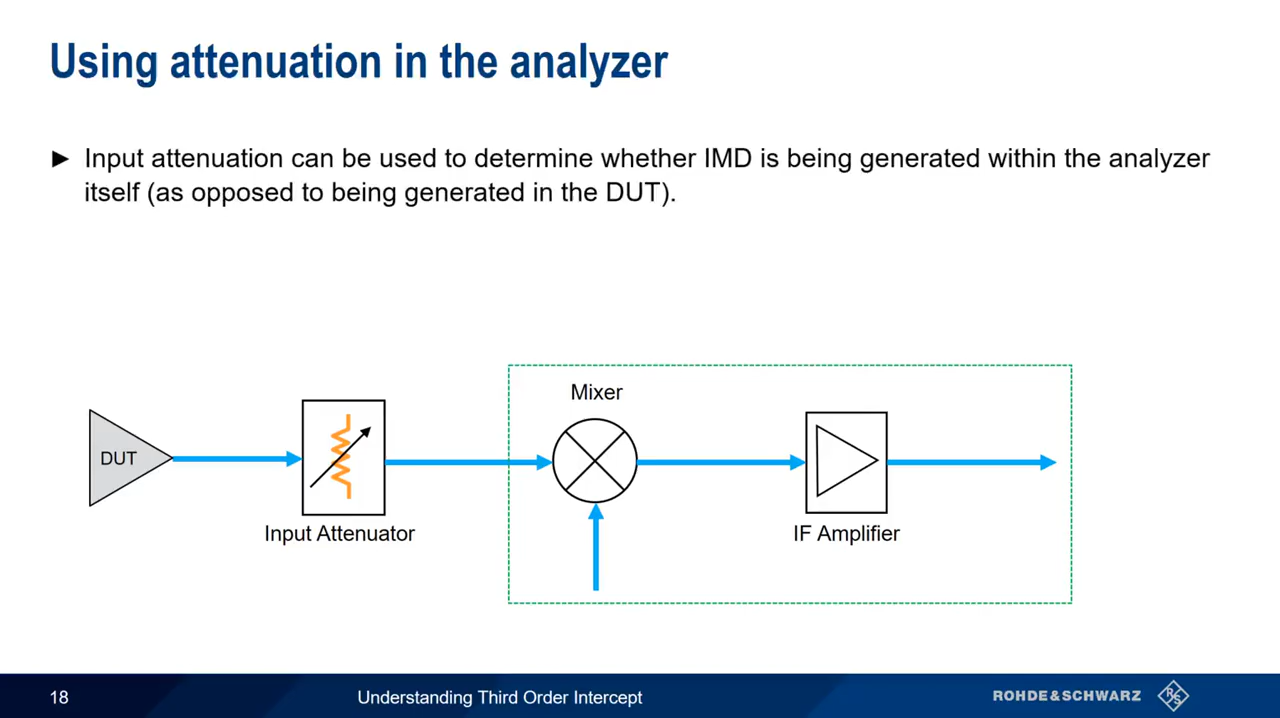 Using attenuation in the analyzer
► Input attenuation can be used to determine whether IMD is being generated within the analyzer
itself (as opposed to being generated in the DUT).
Mixer
DUT
Input Attenuator
IF Amplifier
18
Understanding Third Order Intercept
ROHDE&SCHWARZ
RS